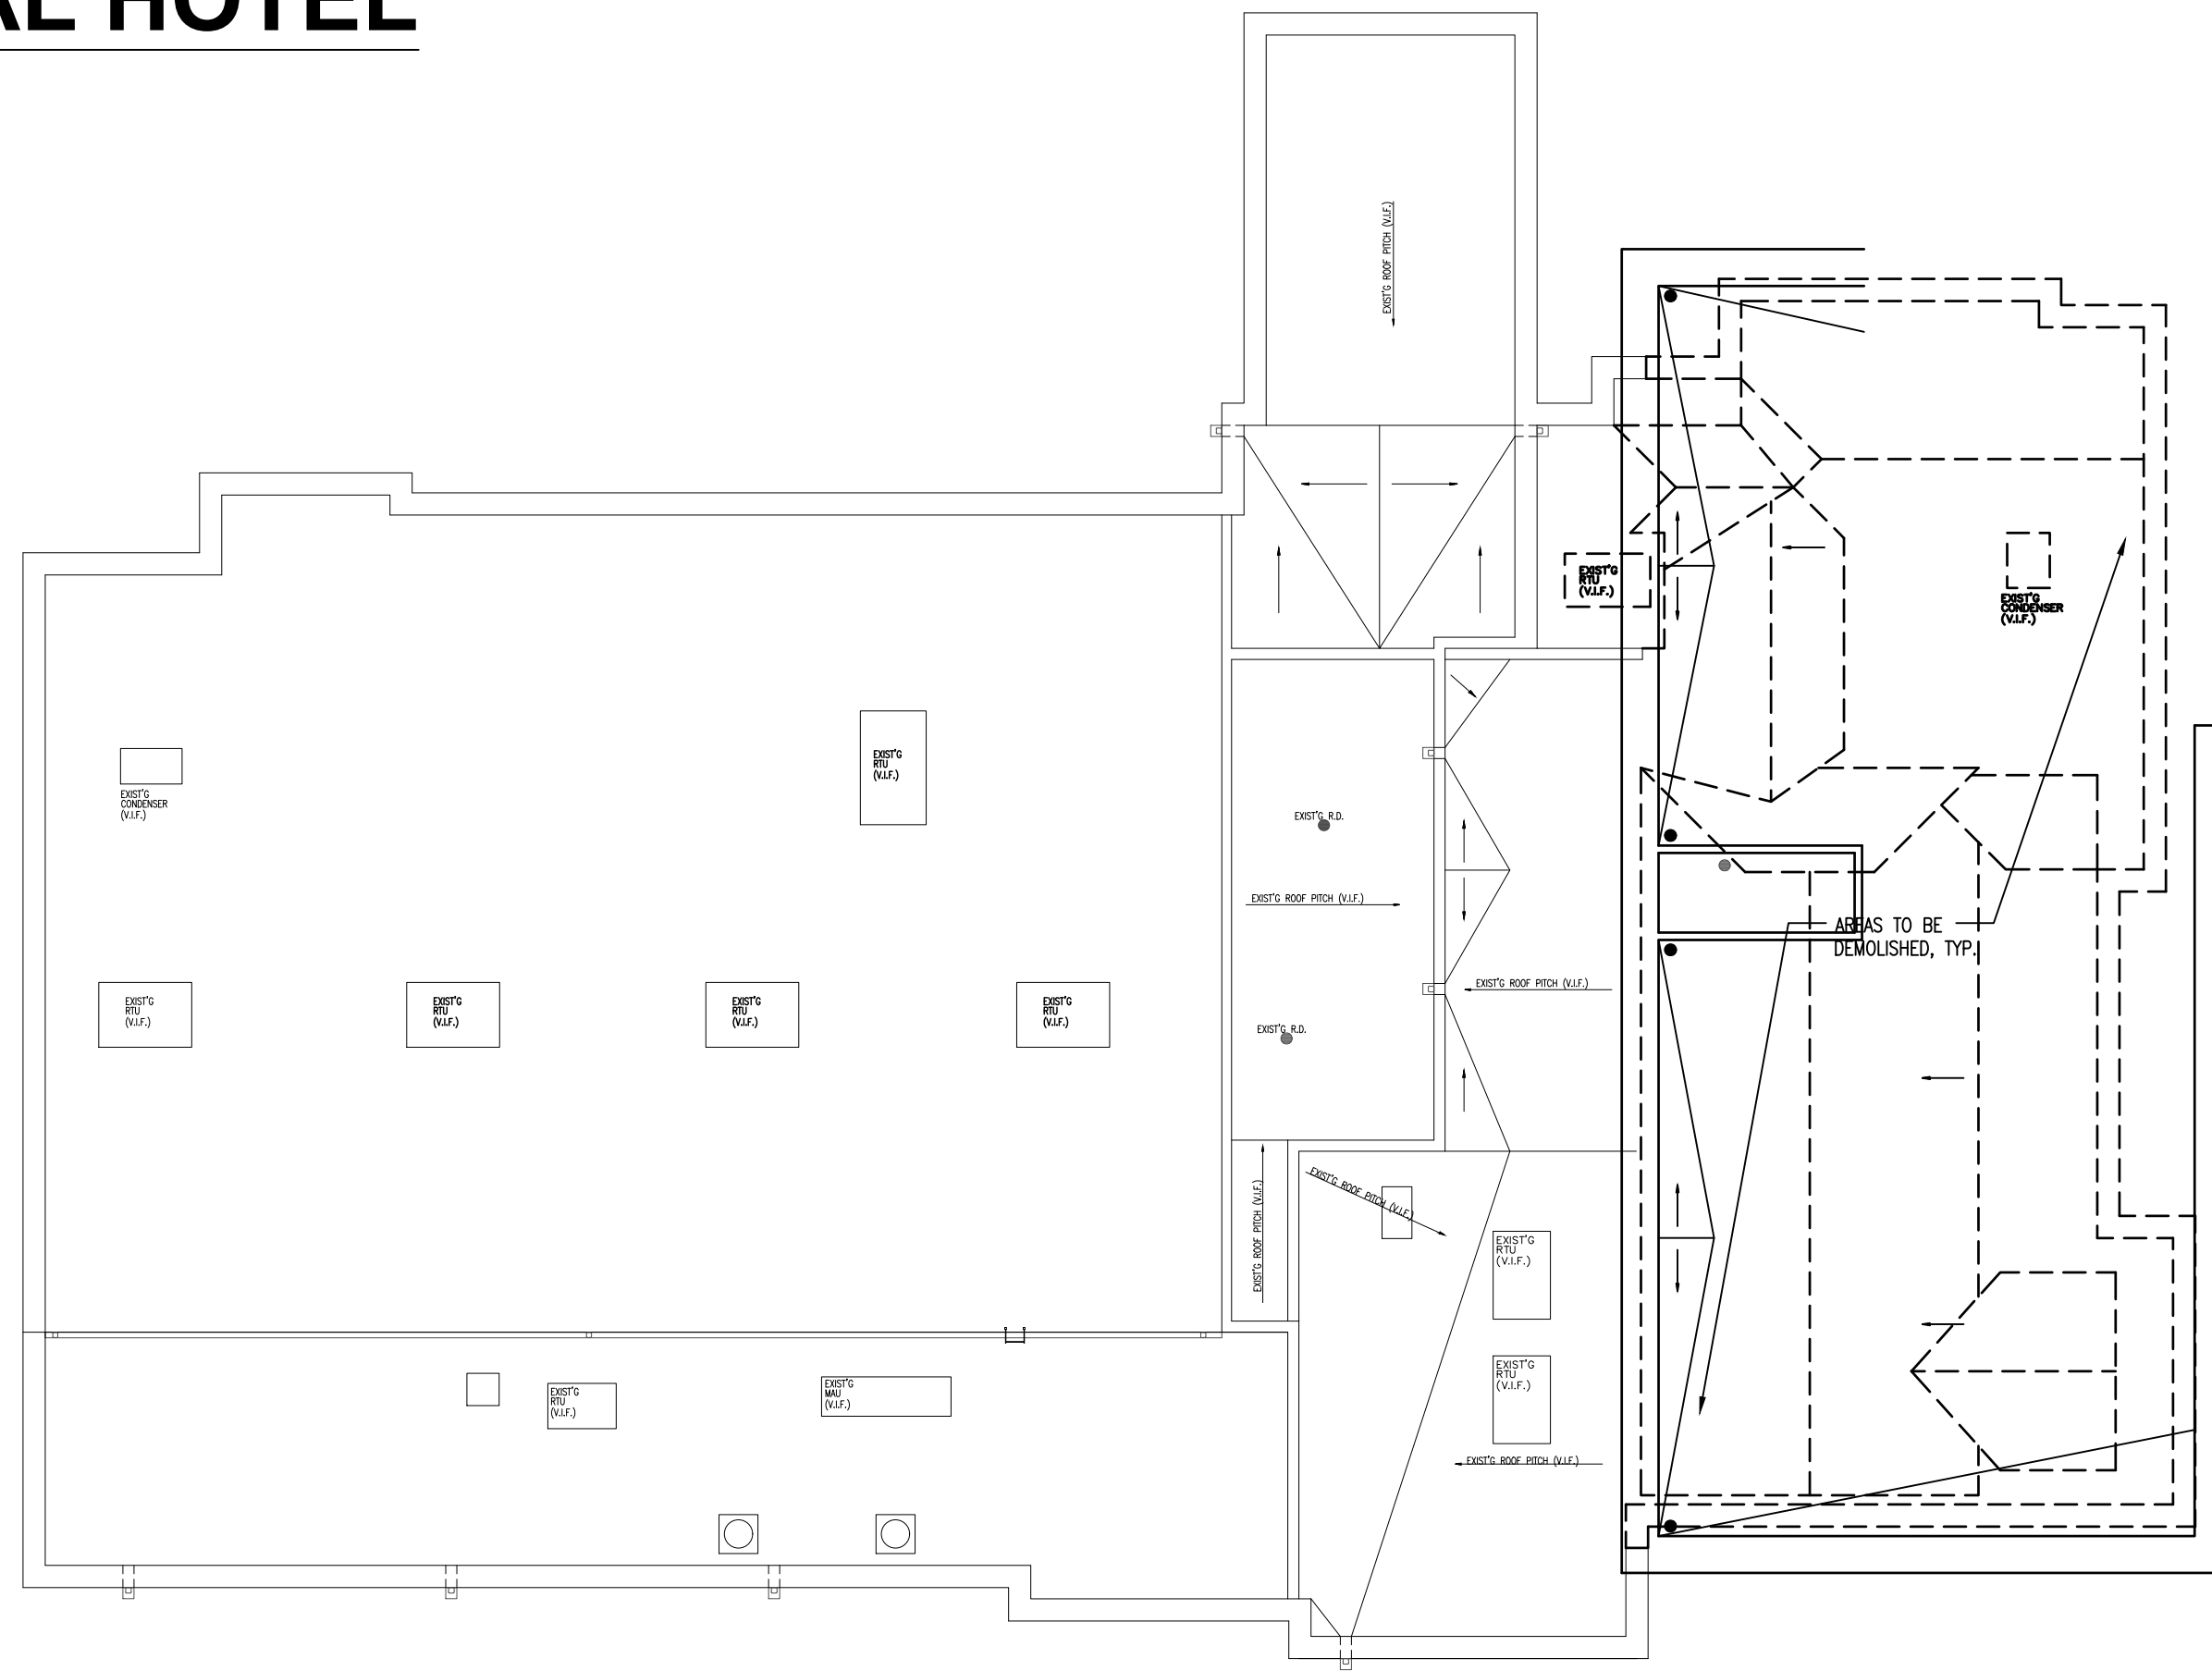 AL HOTEL
EXIST'G ROOF PITCH (V.I.F.)
EXIST'G
RTU
(V.I.F.)
EXIST'G
CONDENSER
(V.I.F.)
EXIST'G
RTU
(V.I.F.)
EXIST'G
CONDENSER
(V.I.F.)
EXIST'G R.D.
EXIST'G ROOF PITCH (V.I.F.)
AREAS TO BE
DEMOLISHED, TYP.
EXIST'G ROOF PITCH (V.I.F.)
EXIST'G
RTU
(V.I.F.)
EXIST'G
RTU
(V.I.F.)
EXIST'G
RTU
(V.I.F.)
EXIST'G
RTU
(V.I.F.)
EXIST'G R.D.
EXIST'G ROOF PITCH (V.I.F.)
EXIST'G ROOF PITCH (V.I.F.)
EXIST'G
RTU
(V.I.F.)
EXIST'G
RTU
(V.I.F.)
EXIST'G
RTU
(V.I.F.)
EXIST'G
MAU
(V.I.F.)
EXIST'G ROOF PITCH (V.I.F.)